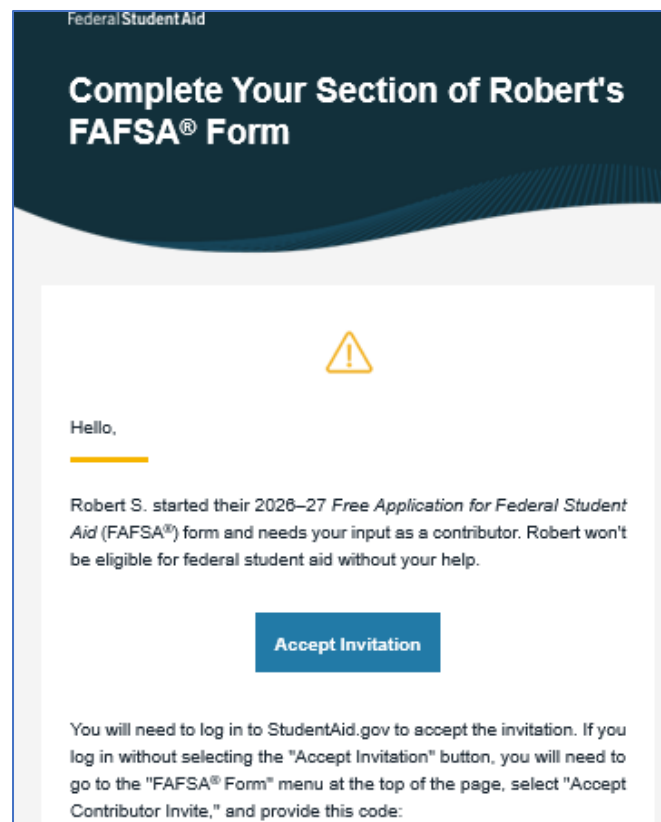 Federal Student Aid
Complete Your Section of Robert's
FAFSA® Form
Hello,
Robert S. started their 2026–27 Free Application for Federal Student
Aid (FAFSA®) form and needs your input as a contributor. Robert won't
be eligible for federal student aid without your help.
Accept Invitation
You will need to log in to StudentAid.gov to accept the invitation. If you
log in without selecting the "Accept Invitation" button, you will need to
go to the "FAFSA® Form" menu at the top of the page, select "Accept
Contributor Invite," and provide this code: